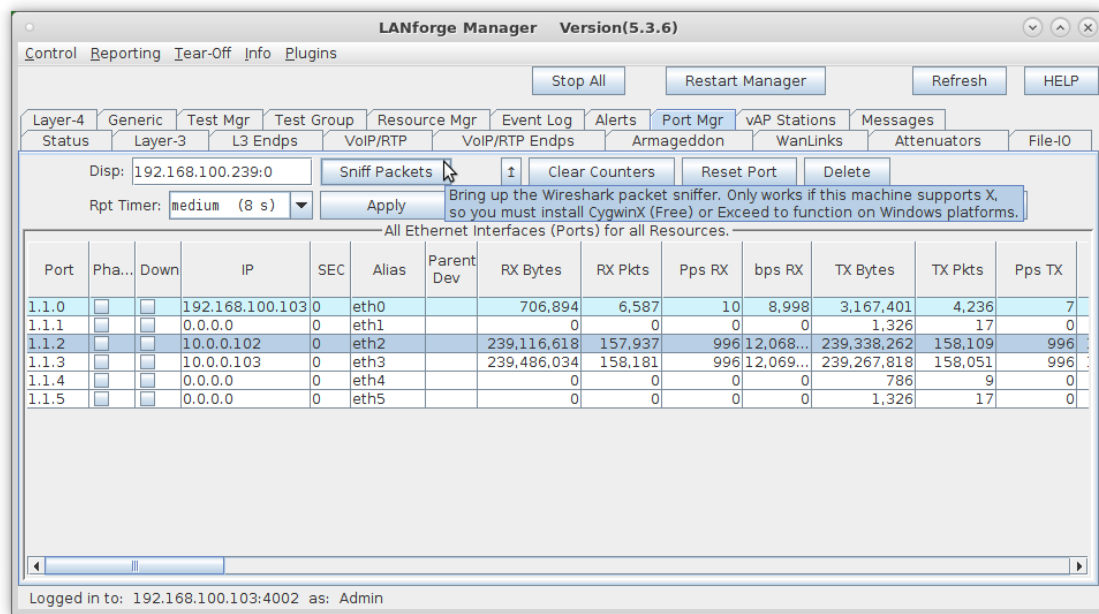 LANforge Manager Version(5.3.6)
Control Reporting Tear-Off Info Plugins
Stop All Restart Manager Refresh HELP
Layer-4 Generic Test Mgr Test Group Resource Mgr Event Log Alerts Port Mgr vAP Stations Messages
Status Layer-3 L3 Endps VoIP/RTP VoIP/RTP Endps Armageddon WanLinks Attenuators File-IO
Disp: 192.168.100.239:0 Sniff Packets ↥ Clear Counters Reset Port Delete
Rpt Timer: medium (8 s) Apply
Bring up the Wireshark packet sniffer. Only works if this machine supports X,
so you must install CygwinX (Free) or Exceed to function on Windows platforms.
All Ethernet Interfaces (Ports) for all Resources.
Port Pha... Down IP SEC Alias Parent Dev RX Bytes RX Pkts Pps RX bps RX TX Bytes TX Pkts Pps TX
1.1.0 192.168.100.103 0 eth0 706,894 6,587 10 8,998 3,167,401 4,236 7
1.1.1 0.0.0.0 0 eth1 0 0 0 0 1,326 17 0
1.1.2 10.0.0.102 0 eth2 239,116,618 157,937 996 12,068... 239,338,262 158,109 996
1.1.3 10.0.0.103 0 eth3 239,486,034 158,181 996 12,069... 239,267,818 158,051 996
1.1.4 0.0.0.0 0 eth4 0 0 0 0 786 9 0
1.1.5 0.0.0.0 0 eth5 0 0 0 0 1,326 17 0
Logged in to: 192.168.100.103:4002 as: Admin